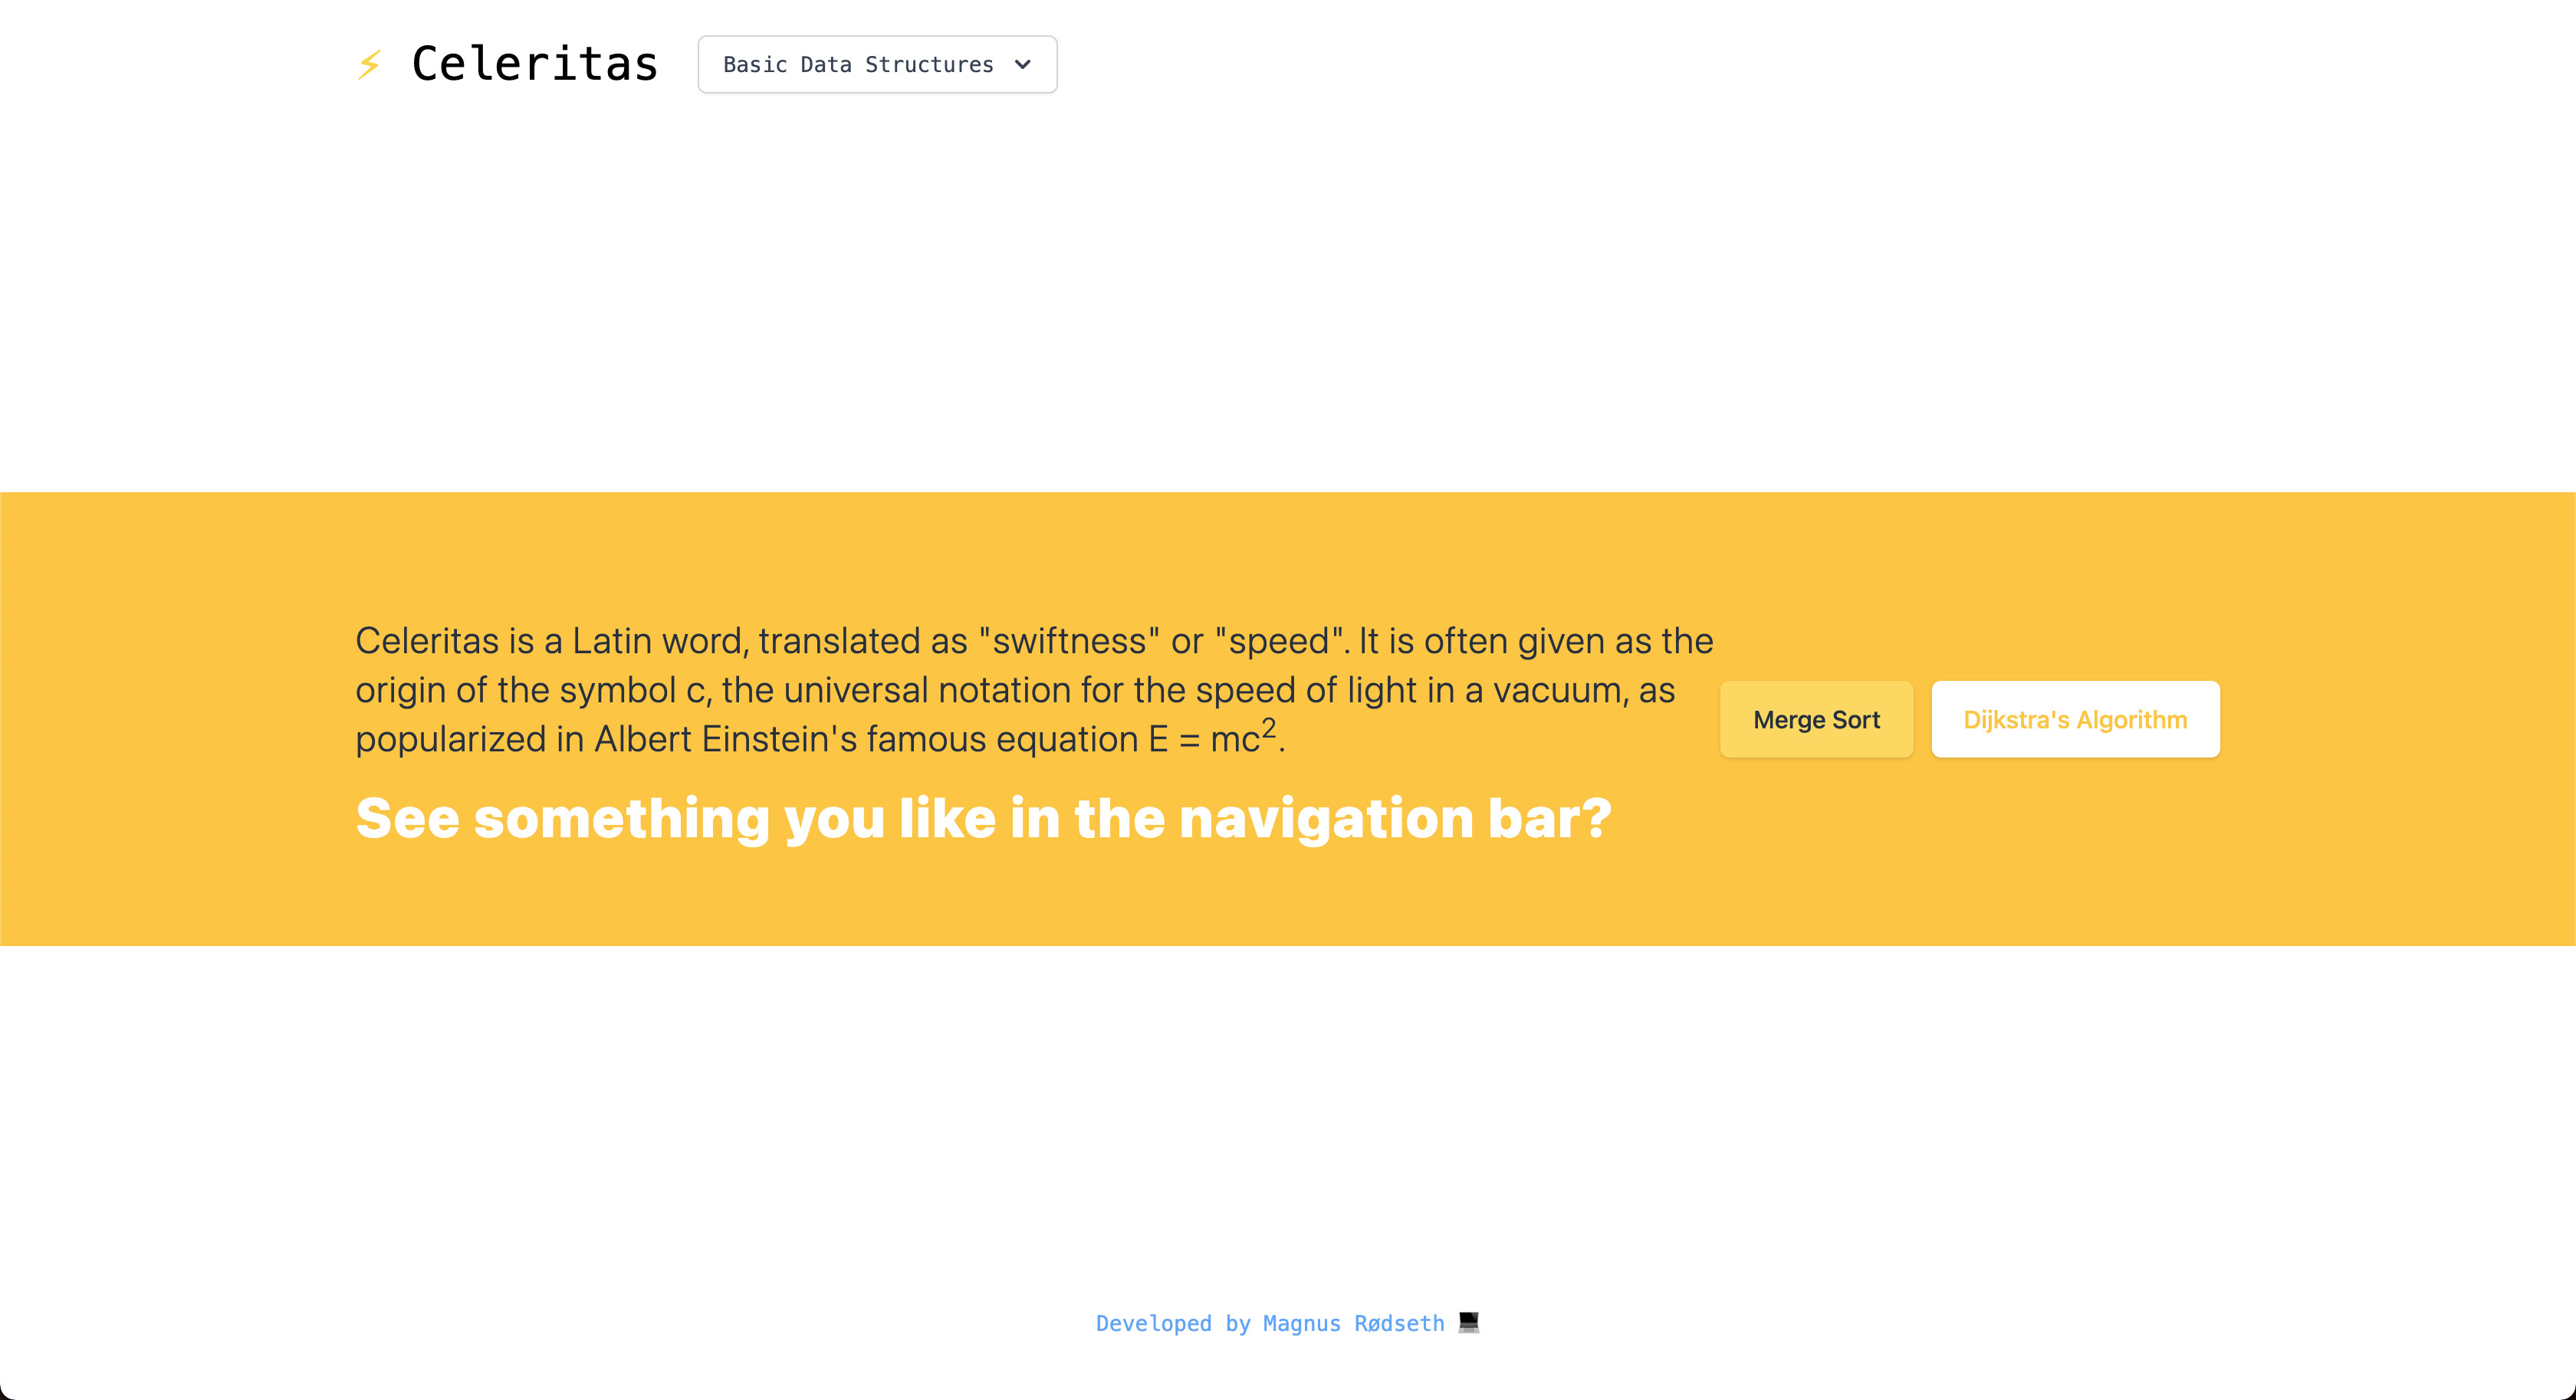 ⚡ Celeritas
Basic Data Structures
Celeritas is a Latin word, translated as "swiftness" or "speed". It is often given as the
origin of the symbol c, the universal notation for the speed of light in a vacuum, as
popularized in Albert Einstein's famous equation E = mc².
See something you like in the navigation bar?
Merge Sort
Dijkstra's Algorithm
Developed by Magnus Rødseth 💻